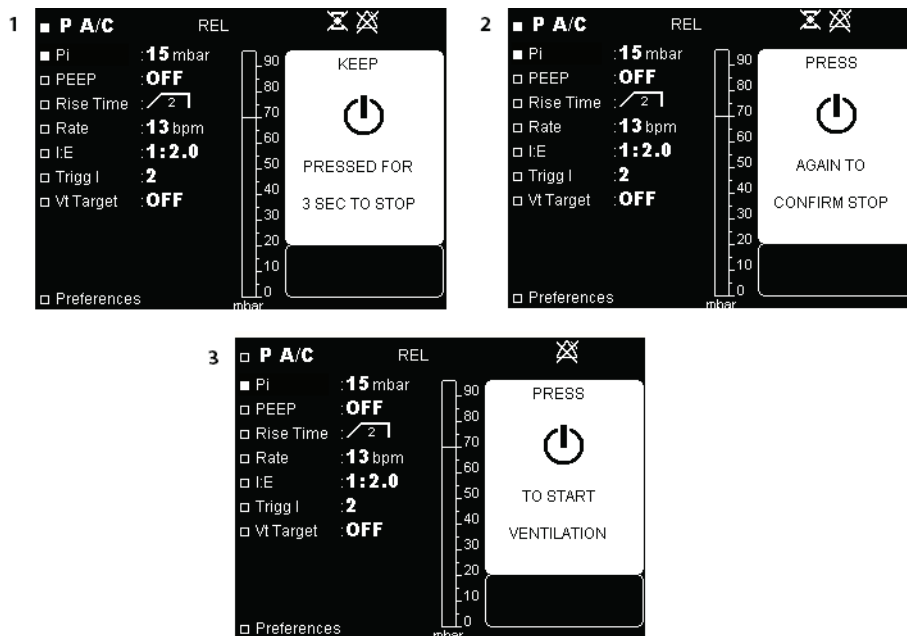 1
P A/C REL
Pi :15 mbar
PEEP :OFF
Rise Time : 2
Rate :13 bpm
I:E :1:2.0
Trigg I :2
Vt Target :OFF
Preferences
90
80
70
60
50
40
30
20
10
0
mbar
KEEP
PRESSED FOR
3 SEC TO STOP
2
P A/C REL
Pi :15 mbar
PEEP :OFF
Rise Time : 2
Rate :13 bpm
I:E :1:2.0
Trigg I :2
Vt Target :OFF
Preferences
90
80
70
60
50
40
30
20
10
0
mbar
PRESS
AGAIN TO
CONFIRM STOP
3
P A/C REL
Pi :15 mbar
PEEP :OFF
Rise Time : 2
Rate :13 bpm
I:E :1:2.0
Trigg I :2
Vt Target :OFF
Preferences
90
80
70
60
50
40
30
20
10
0
mbar
PRESS
TO START
VENTILATION